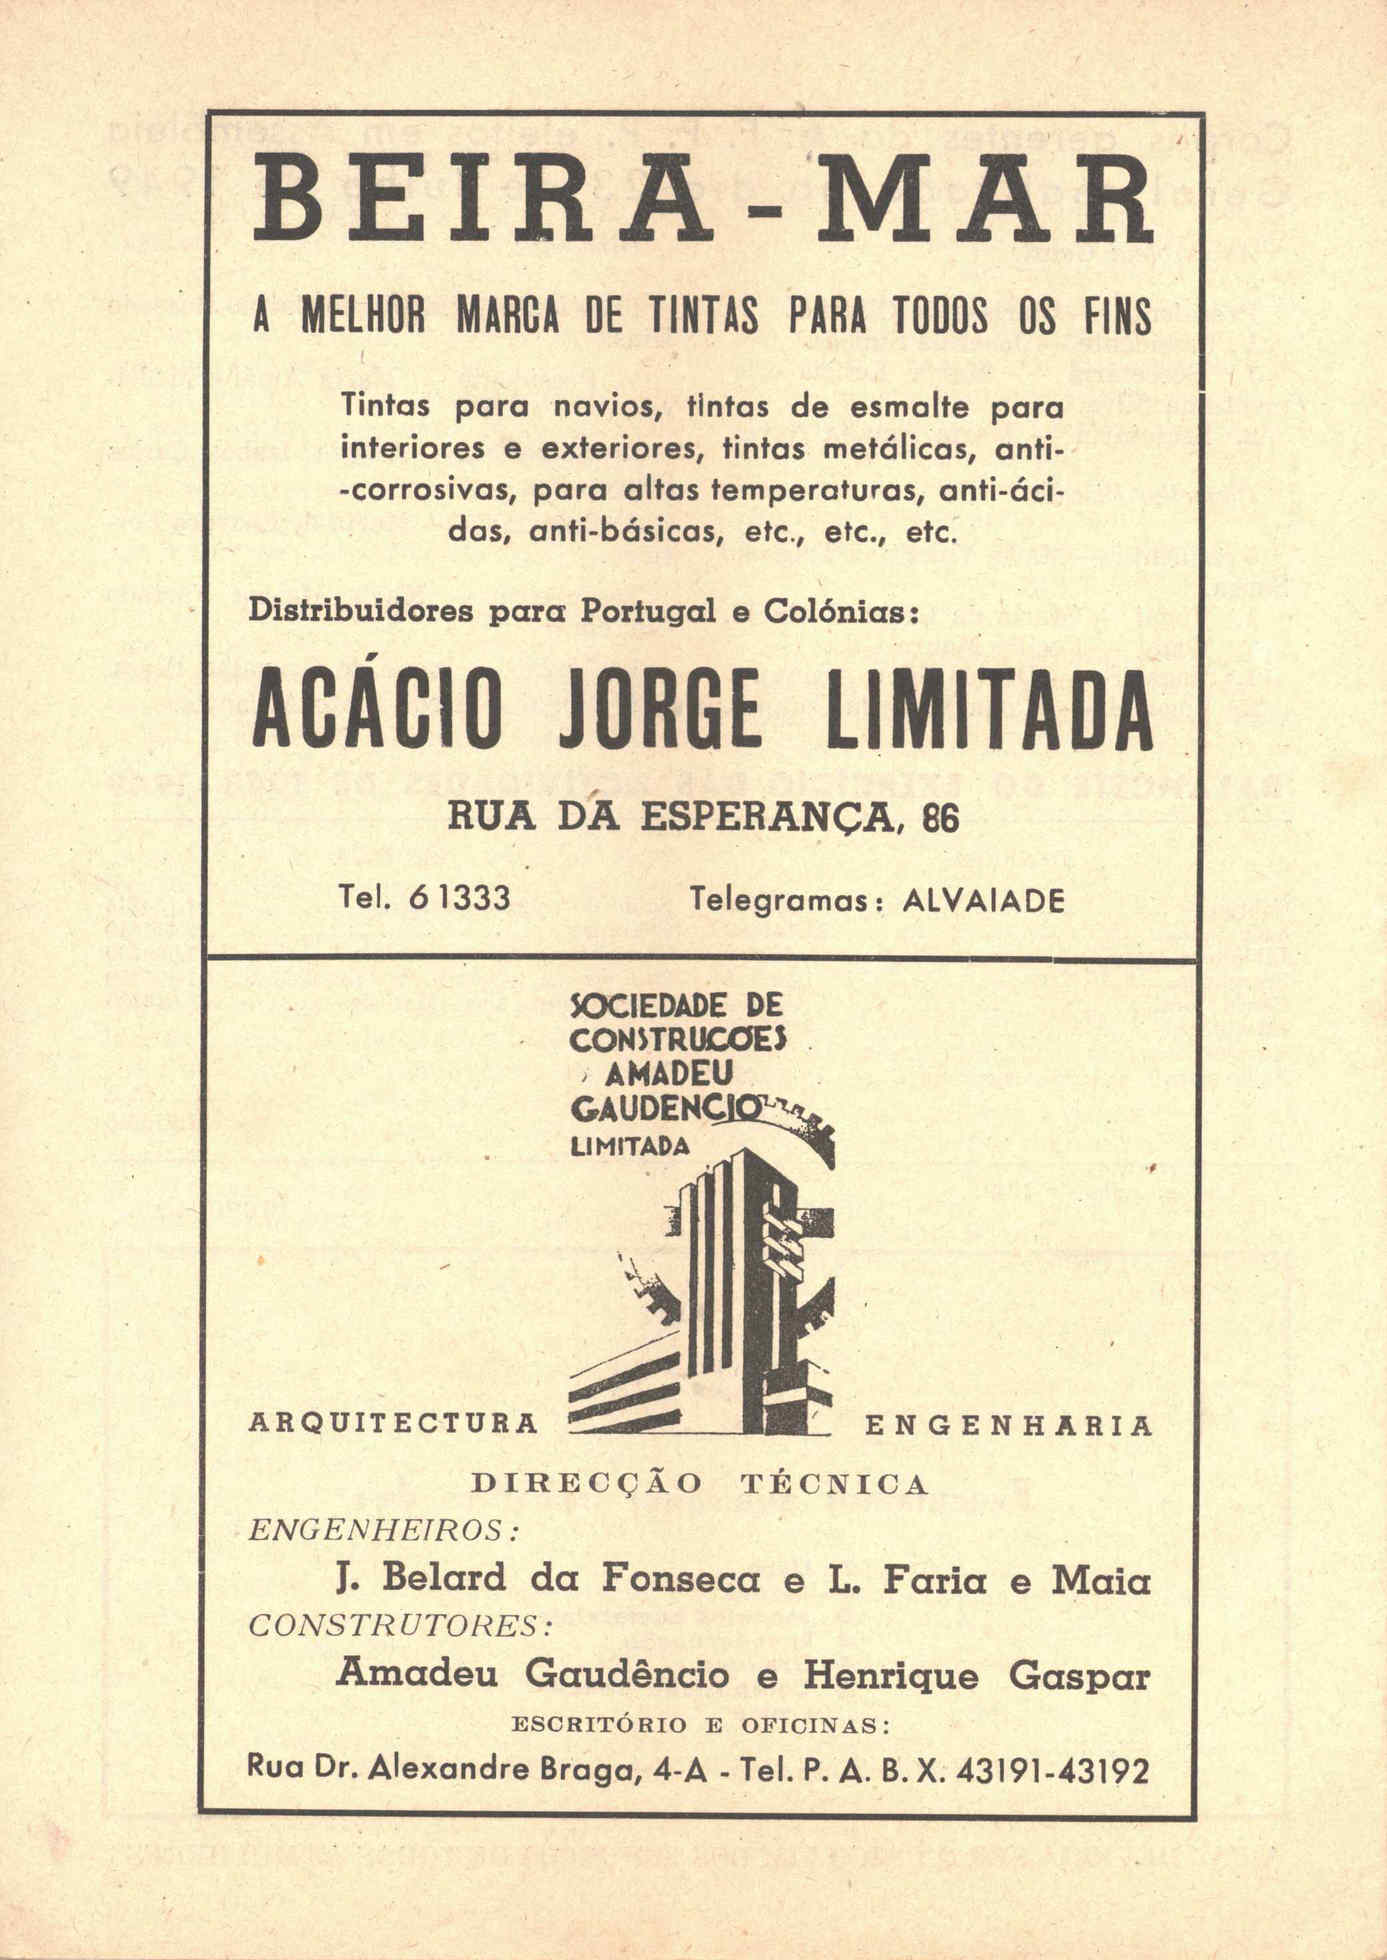 BEIRA-MAR
A MELHOR MARCA DE TINTAS PARA TODOS OS FINS
Tintas para navios, tintas de esmalte para
interiores e exteriores, tintas metálicas, anti-
-corrosivas, para altas temperaturas, anti-áci-
das, anti-básicas, etc., etc., etc.
Distribuidores para Portugal e Colónias:
ACÁCIO JORGE LIMITADA
RUA DA ESPERANÇA, 86
Tel. 61333 Telegramas: ALVAIADE
SOCIEDADE DE
CONSTRUCOES
AMADEU
GAUDENCIO
LIMITADA
ARQUITECTURA ENGENHARIA
DIRECÇÃO TÉCNICA
ENGENHEIROS:
J. Belard da Fonseca e L. Faria e Maia
CONSTRUTORES:
Amadeu Gaudêncio e Henrique Gaspar
ESCRITÓRIO E OFICINAS:
Rua Dr. Alexandre Braga, 4-A - Tel. P. A. B. X. 43191-43192